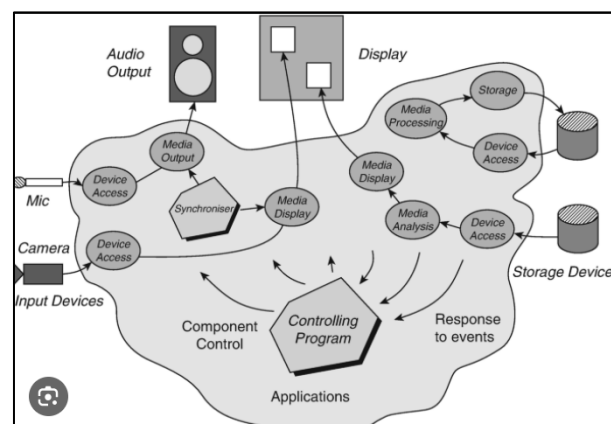 Audio
Output
Display
Storage
Media
Processing
Device
Access
Media
Output
Device
Access
Mic
Synchroniser
Media
Display
Media
Display
Media
Analysis
Device
Access
Storage Device
Camera
Device
Access
Input Devices
Component
Control
Controlling
Program
Response
to events
Applications